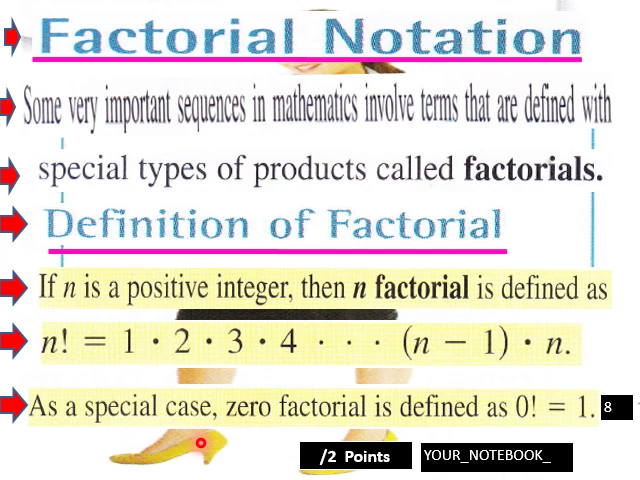 Factorial Notation
Some very important sequences in mathematics involve terms that are defined with
special types of products called factorials.
Definition of Factorial
If n is a positive integer, then n factorial is defined as
n! = 1 · 2 · 3 · 4 · · · (n − 1) · n.
As a special case, zero factorial is defined as 0! = 1. 8
/2 Points YOUR_NOTEBOOK_